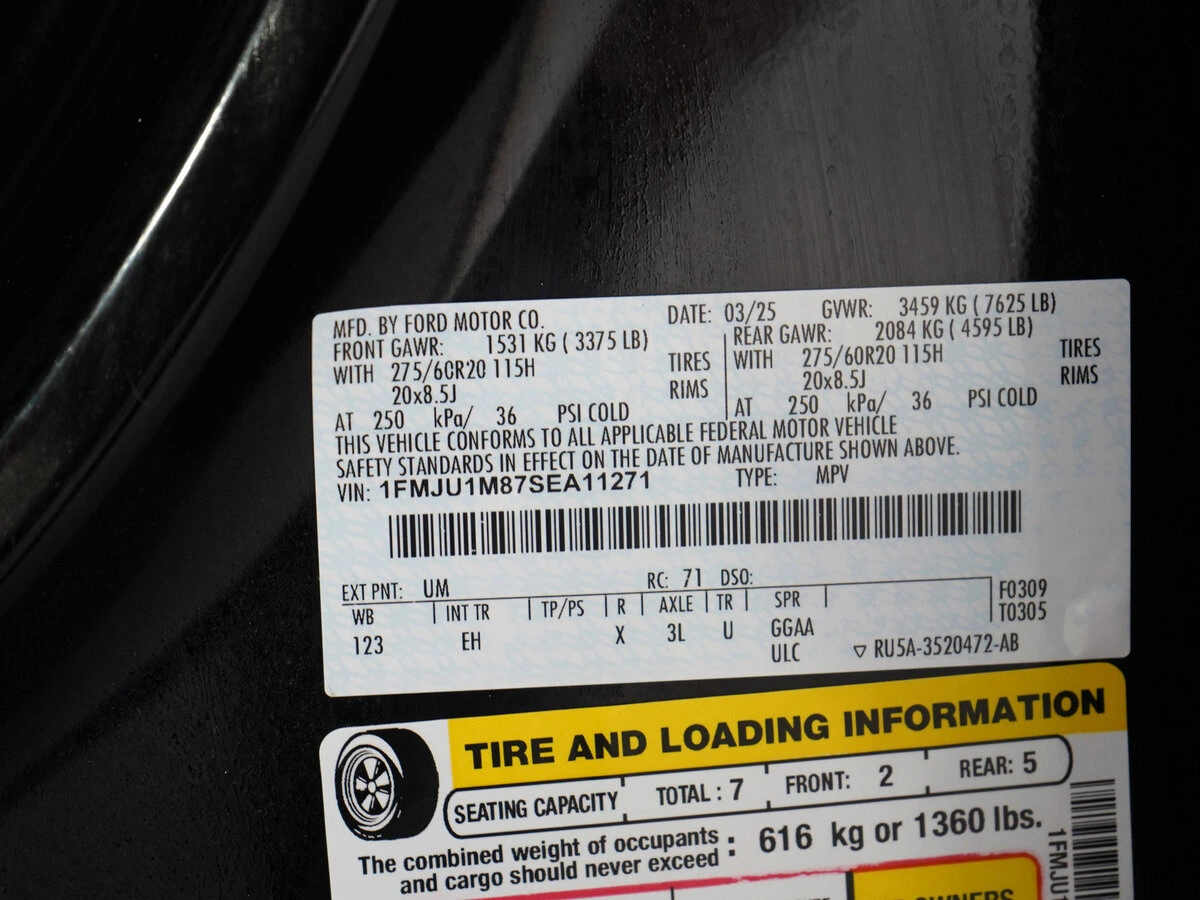 MFD. BY FORD MOTOR CO. DATE: 03/25 GVWR: 3459 KG ( 7625 LB)
FRONT GAWR: 1531 KG ( 3375 LB) REAR GAWR: 2084 KG ( 4595 LB)
WITH 275/60R20 115H TIRES WITH 275/60R20 115H TIRES
20x8.5J RIMS 20x8.5J RIMS
AT 250 kPa/ 36 PSI COLD AT 250 kPa/ 36 PSI COLD
THIS VEHICLE CONFORMS TO ALL APPLICABLE FEDERAL MOTOR VEHICLE
SAFETY STANDARDS IN EFFECT ON THE DATE OF MANUFACTURE SHOWN ABOVE.
VIN: 1FMJU1M87SEA11271 TYPE: MPV
EXT PNT: UM RC: 71 DSO:
WB INT TR TP/PS R AXLE TR SPR F0309
T0305
123 EH X 3L U GGAA
ULC ▽ RU5A-3520472-AB
TIRE AND LOADING INFORMATION
SEATING CAPACITY TOTAL : 7 FRONT: 2 REAR: 5
The combined weight of occupants
and cargo should never exceed : 616 kg or 1360 lbs.
1FMJU1
OWNERS